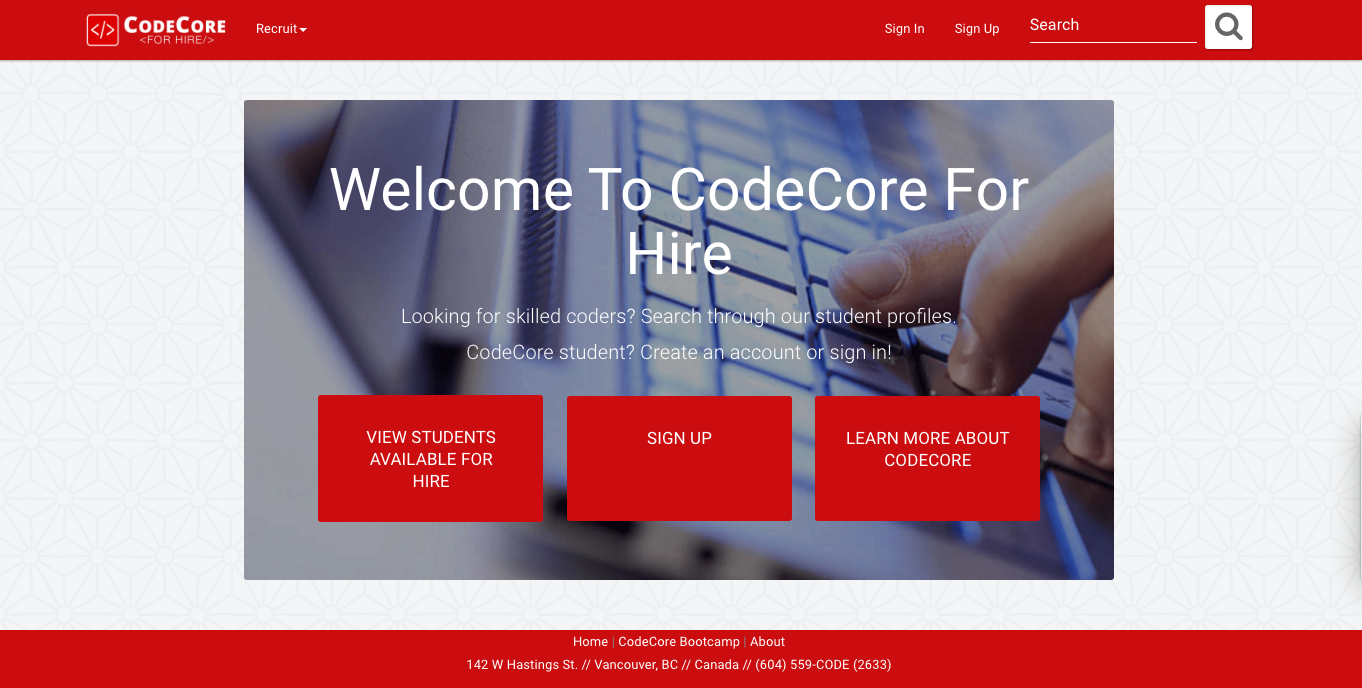 </> CODECORE
<FOR HIRE/>
Recruit
Sign In
Sign Up
Search
Welcome To CodeCore For
Hire
Looking for skilled coders? Search through our student profiles.
CodeCore student? Create an account or sign in!
VIEW STUDENTS
AVAILABLE FOR
HIRE
SIGN UP
LEARN MORE ABOUT
CODECORE
Home | CodeCore Bootcamp | About
142 W Hastings St. // Vancouver, BC // Canada // (604) 559-CODE (2633)